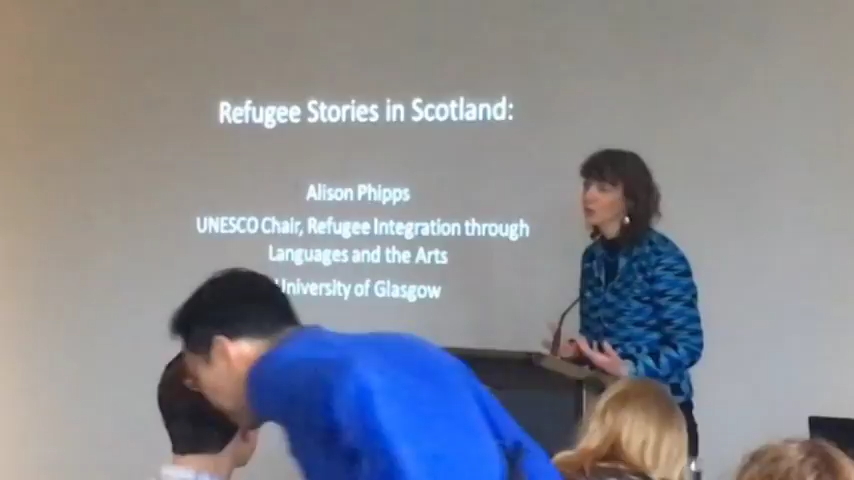 Refugee Stories in Scotland:
Alison Phipps
UNESCO Chair, Refugee Integration through
Languages and the Arts
University of Glasgow